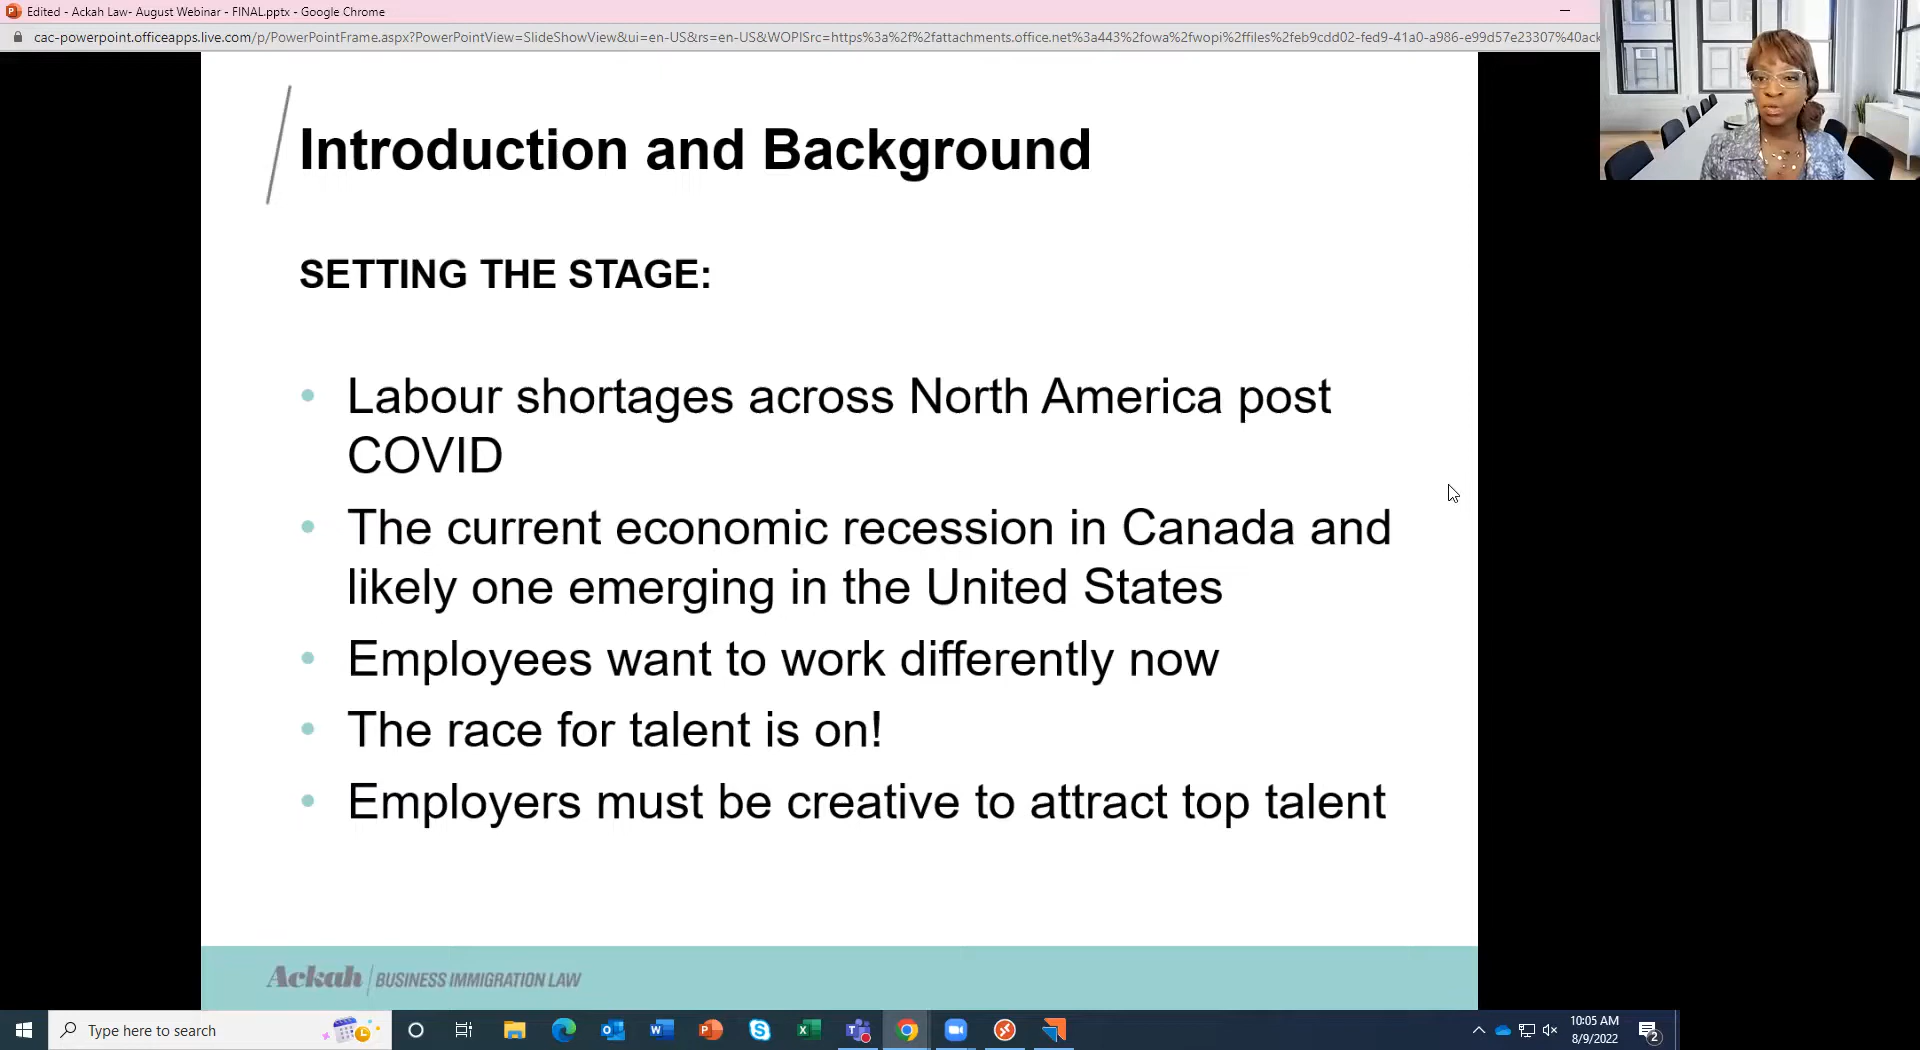 Edited - Ackah Law- August Webinar - FINAL.pptx - Google Chrome
cac-powerpoint.officeapps.live.com/p/PowerPointFrame.aspx?PowerPointView=SlideShowView&ui=en-US&rs=en-US&WOPISrc=https%3a%2f%2fattachments.office.net%3a443%2fowa%2fwopi%2ffiles%2feb9cdd02-fed9-41a0-a986-e99d57e23307%40ack
Introduction and Background
SETTING THE STAGE:
• Labour shortages across North America post
COVID
• The current economic recession in Canada and
likely one emerging in the United States
• Employees want to work differently now
• The race for talent is on!
• Employers must be creative to attract top talent
Ackah | BUSINESS IMMIGRATION LAW
Type here to search
10:05 AM
8/9/2022
2